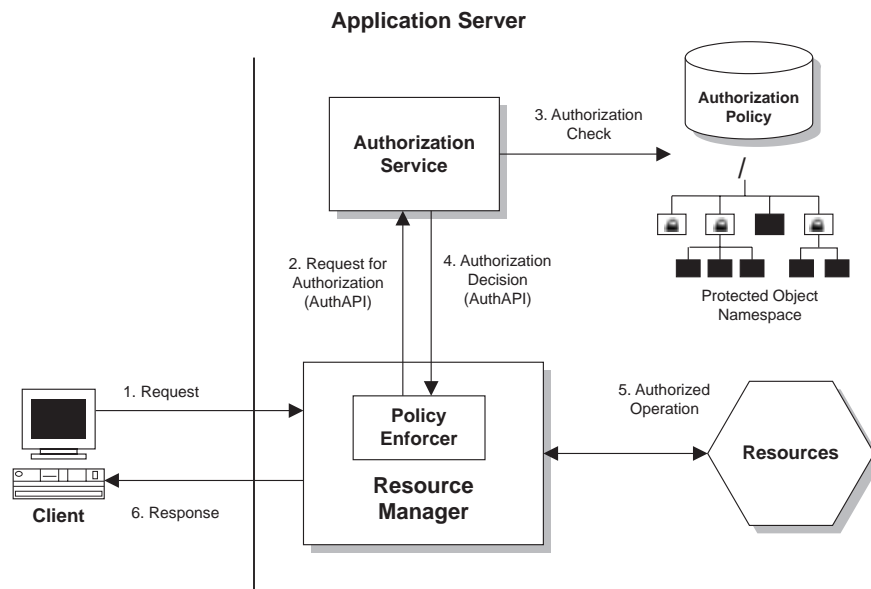 Application Server
Authorization
Policy
3. Authorization
Check
Authorization
Service
/
2. Request for
Authorization
(AuthAPI)
4. Authorization
Decision
(AuthAPI)
Protected Object
Namespace
1. Request
5. Authorized
Operation
Policy
Enforcer
Resources
Resource
Manager
Client
6. Response